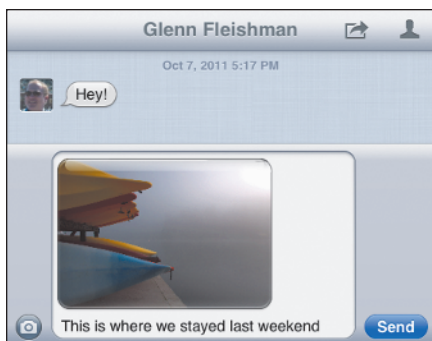 Glenn Fleishman
Oct 7, 2011 5:17 PM
Hey!
This is where we stayed last weekend
Send